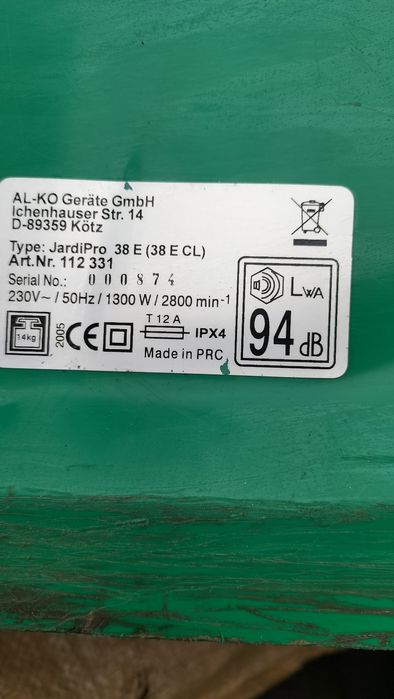 AL-KO Geräte GmbH
Ichenhauser Str. 14
D-89359 Kötz
Type: JardiPro 38 E (38 E CL)
Art.Nr. 112 331
Serial No.: 000874
230V~ / 50Hz / 1300 W / 2800 min-1
14kg
2005
CE
T 12 A
IPX4
Made in PRC
LWA
94 dB